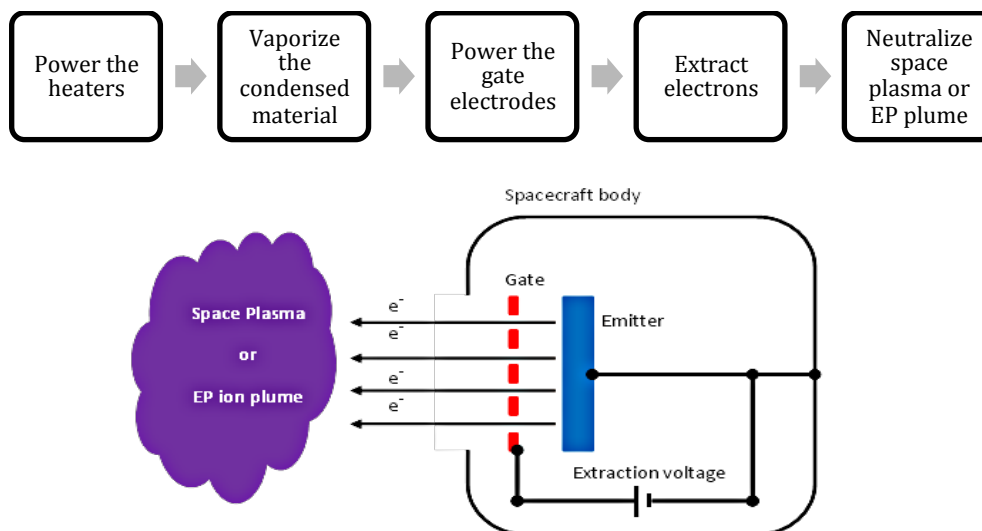 Power the
heaters
Vaporize
the
condensed
material
Power the
gate
electrodes
Extract
electrons
Neutralize
space
plasma or
EP plume
Spacecraft body
Gate
Emitter
e-
e-
e-
e-
Space Plasma
or
EP ion plume
Extraction voltage